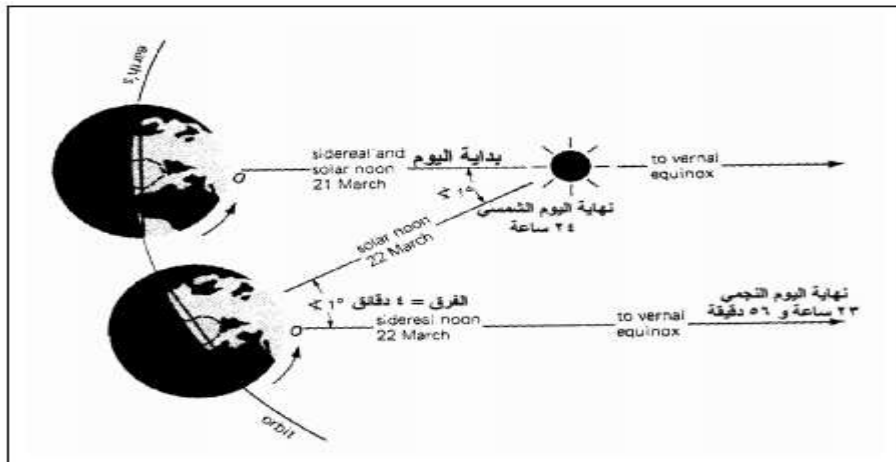 earth's
sidereal and
solar noon
21 March
بداية اليوم
to vernal
equinox
∢ 1°
نهاية اليوم الشمسي
٢٤ ساعة
solar noon
22 March
∢ 1°
الفرق = ٤ دقائق
sidereal noon
22 March
to vernal
equinox
نهاية اليوم النجمي
٢٣ ساعة و ٥٦ دقيقة
orbit